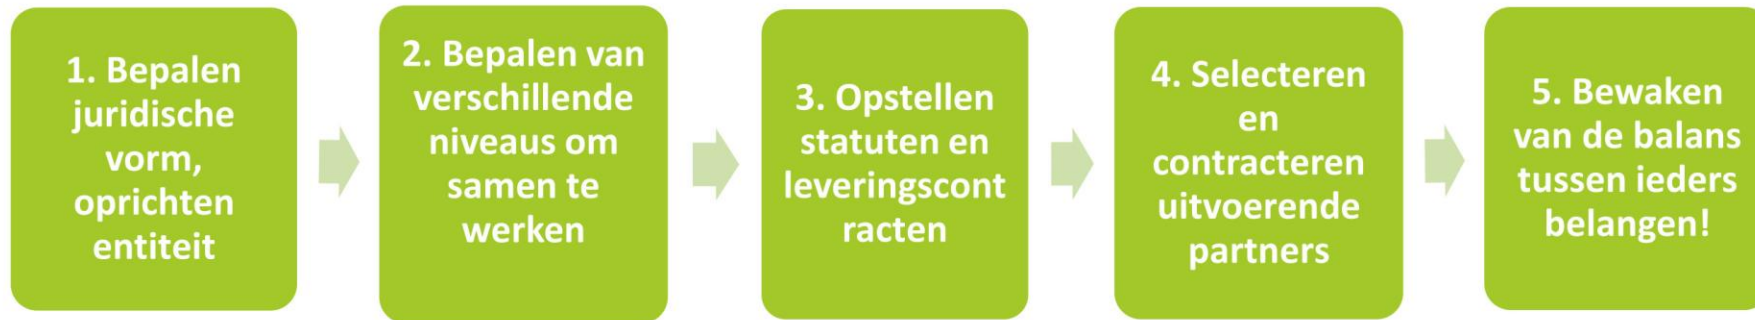 1. Bepalen
juridische
vorm,
oprichten
entiteit
2. Bepalen van
verschillende
niveaus om
samen te
werken
3. Opstellen
statuten en
leveringscont
racten
4. Selecteren
en
contracteren
uitvoerende
partners
5. Bewaken
van de balans
tussen ieders
belangen!